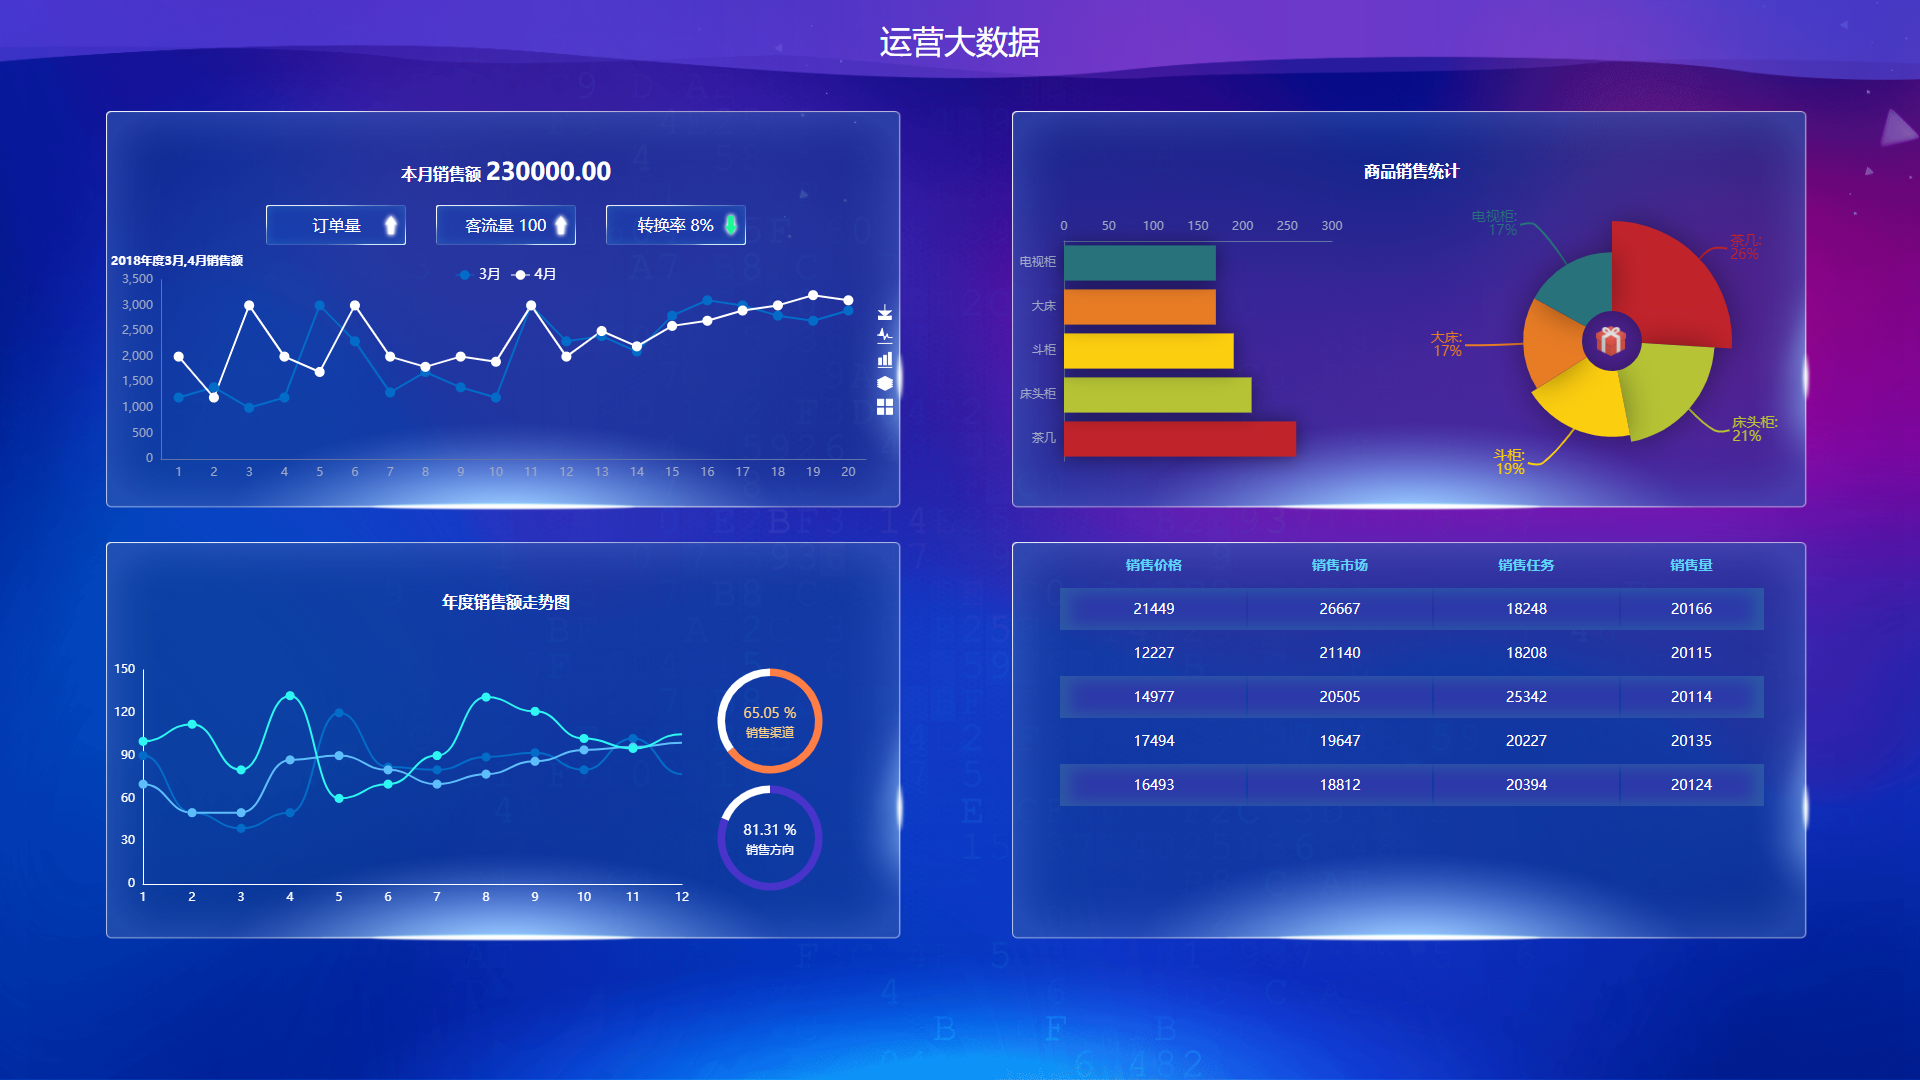 运营大数据
本月销售额 230000.00
订单量
客流量 100
转换率 8%
2018年度3月,4月销售额
3月 4月
3,500
3,000
2,500
2,000
1,500
1,000
500
0
1 2 3 4 5 6 7 8 9 10 11 12 13 14 15 16 17 18 19 20
商品销售统计
0 50 100 150 200 250 300
电视柜
大床
斗柜
床头柜
茶几
电视柜:
17%
茶几:
26%
大床:
17%
床头柜:
21%
斗柜:
19%
年度销售额走势图
150
120
90
60
30
0
1 2 3 4 5 6 7 8 9 10 11 12
65.05 %
销售渠道
81.31 %
销售方向
销售价格 销售市场 销售任务 销售量
21449 26667 18248 20166
12227 21140 18208 20115
14977 20505 25342 20114
17494 19647 20227 20135
16493 18812 20394 20124